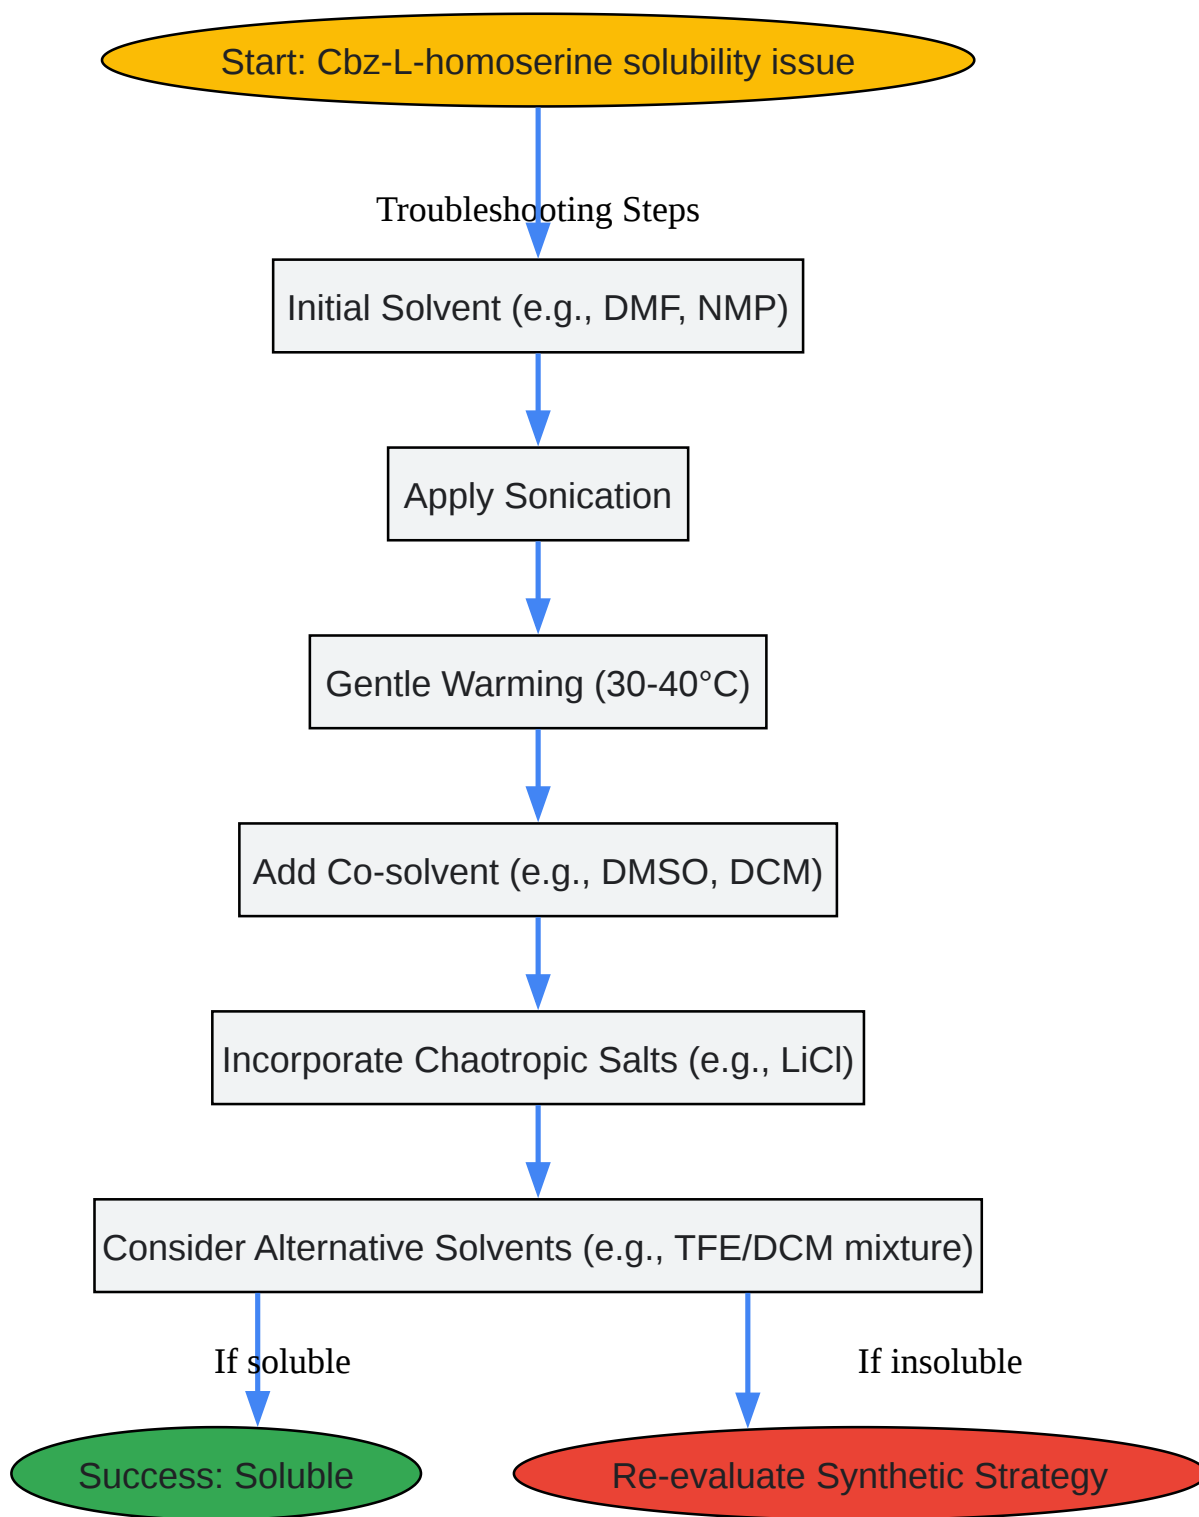 Start: Cbz-L-homoserine solubility issue
Troubleshooting Steps
Initial Solvent (e.g., DMF, NMP)
Apply Sonication
Gentle Warming (30-40°C)
Add Co-solvent (e.g., DMSO, DCM)
Incorporate Chaotropic Salts (e.g., LiCl)
Consider Alternative Solvents (e.g., TFE/DCM mixture)
If soluble
If insoluble
Success: Soluble
Re-evaluate Synthetic Strategy